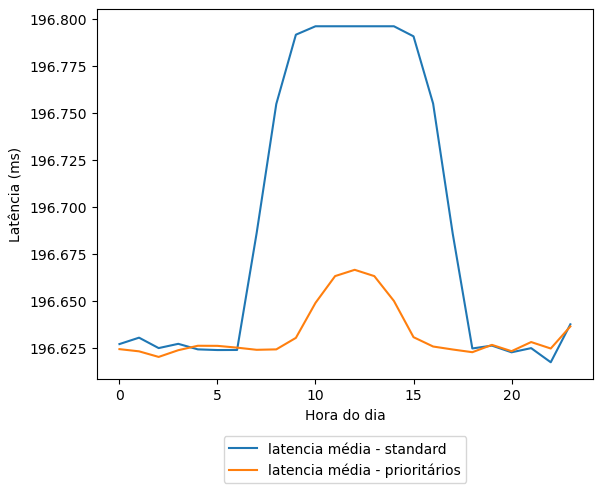 196.800
196.775
196.750
196.725
196.700
196.675
196.650
196.625
Latência (ms)
0 5 10 15 20
Hora do dia
latencia média - standard
latencia média - prioritários